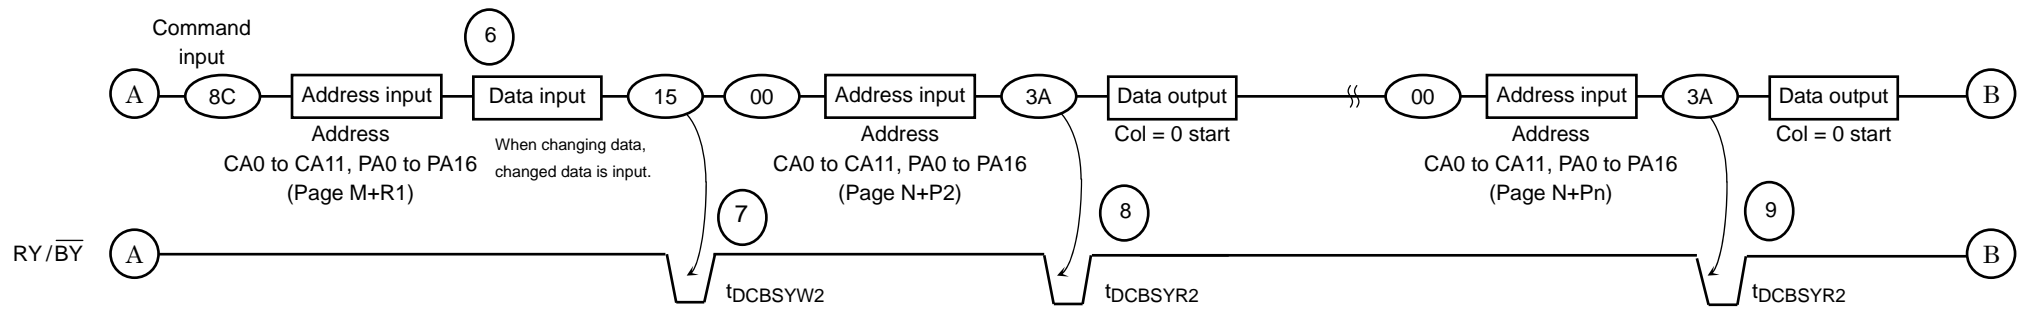 Command
input
6
A 8C Address input Data input 15 00 Address input 3A Data output 00 Address input 3A Data output B
Address
CA0 to CA11, PA0 to PA16
(Page M+R1)
When changing data,
changed data is input.
Address
CA0 to CA11, PA0 to PA16
(Page N+P2)
Col = 0 start
Address
CA0 to CA11, PA0 to PA16
(Page N+Pn)
Col = 0 start
7
8
9
RY/BY A B
tDCBSYW2
tDCBSYR2
tDCBSYR2